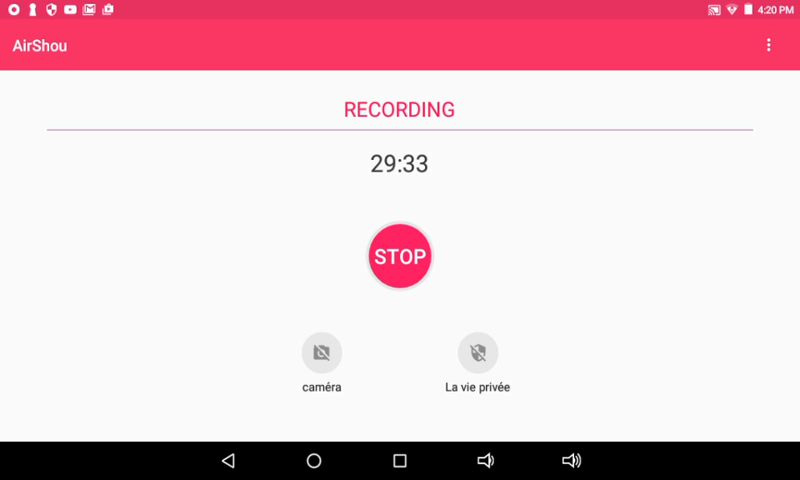 4:20 PM
AirShou
RECORDING
29:33
STOP
caméra
La vie privée